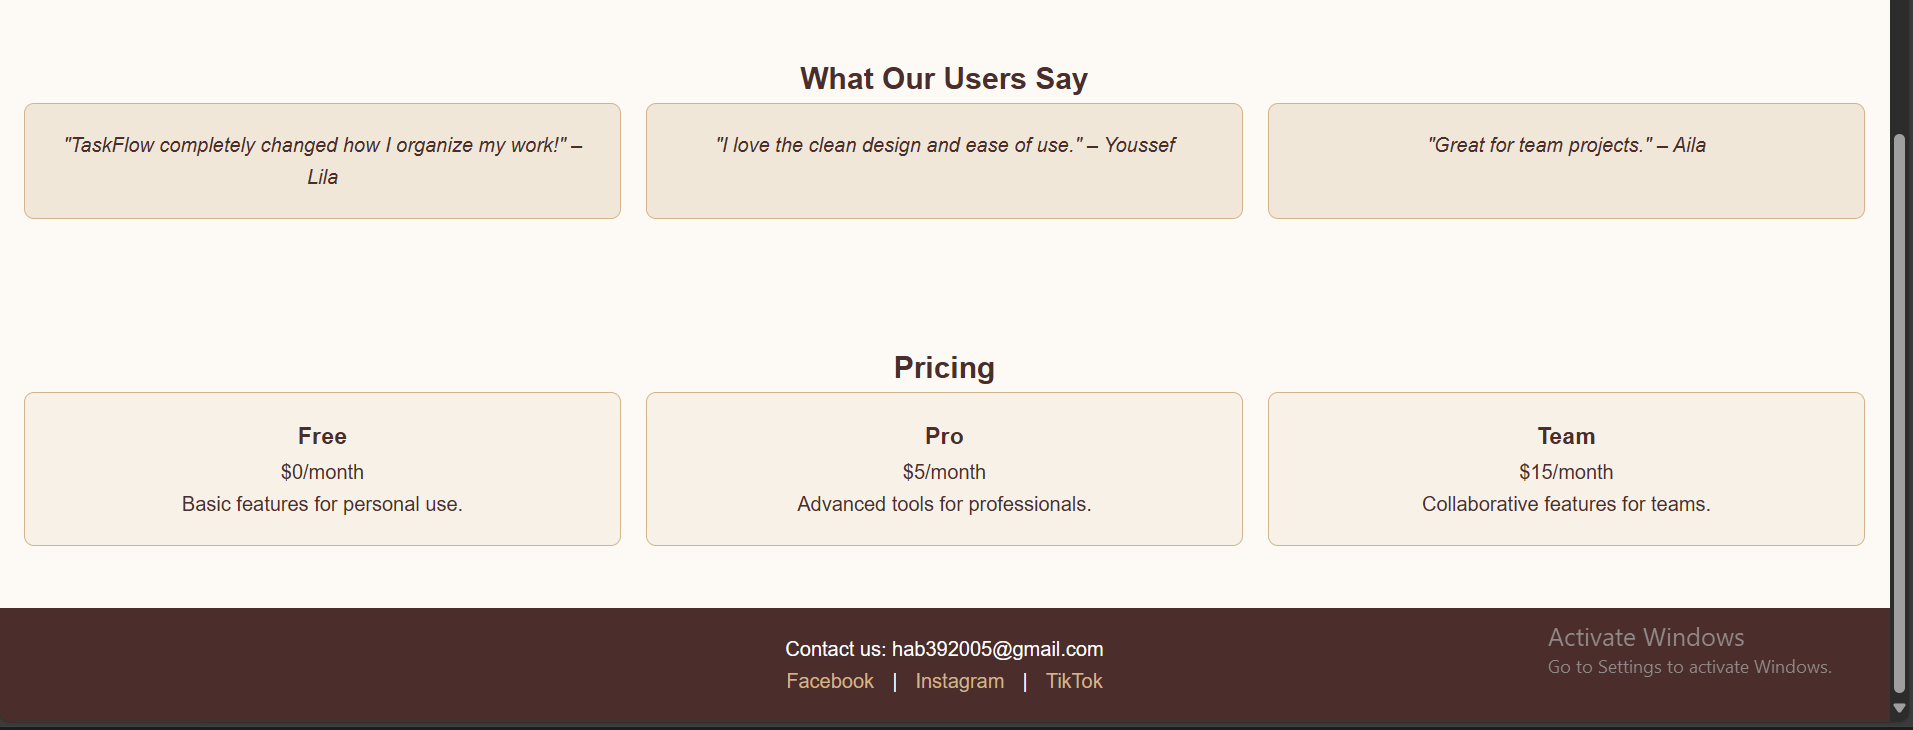 What Our Users Say
"TaskFlow completely changed how I organize my work!" –
Lila
"I love the clean design and ease of use." – Youssef
"Great for team projects." – Aila
Pricing
Free
$0/month
Basic features for personal use.
Pro
$5/month
Advanced tools for professionals.
Team
$15/month
Collaborative features for teams.
Contact us: hab392005@gmail.com
Facebook | Instagram | TikTok
Activate Windows
Go to Settings to activate Windows.